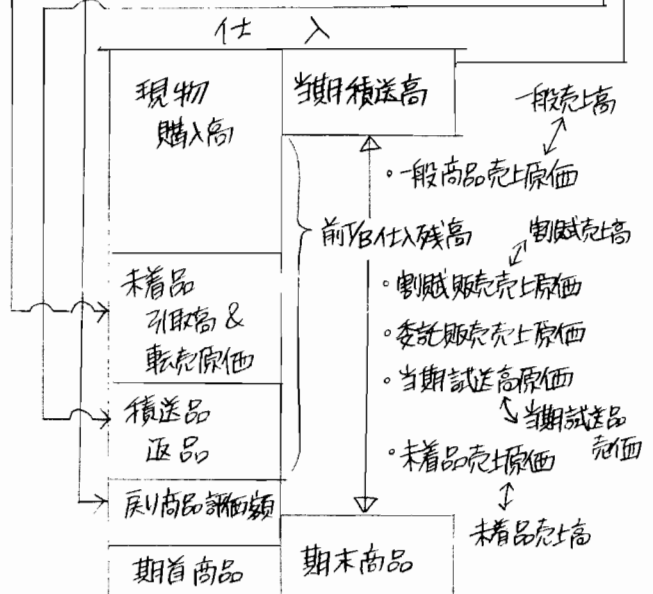 仕入
現物
購入高
当期積送高
一般売上高
・一般商品売上原価
前T/B仕入残高
割賦売上高
未着品
引取高&
転売原価
・割賦販売売上原価
・委託販売売上原価
・当期試送高原価
当期試送品
売価
積送品
返品
・未着品売上原価
戻り商品評価額
未着品売上高
期首商品
期末商品